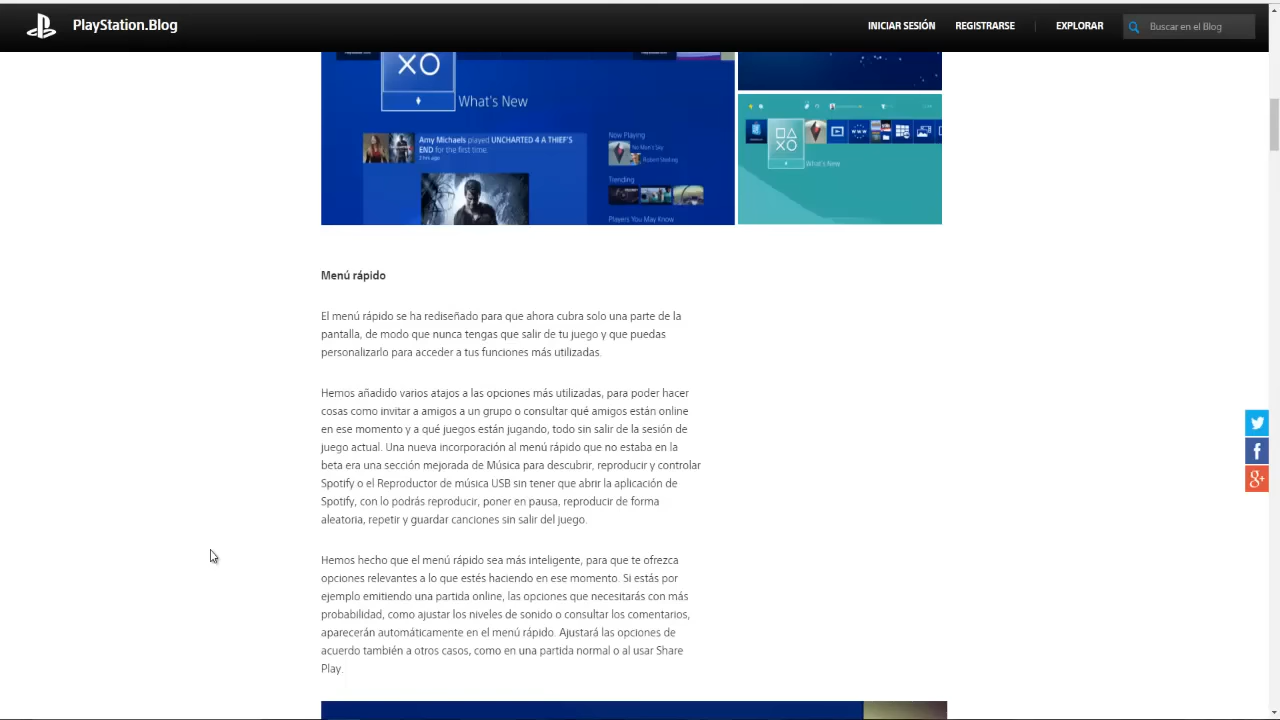 PlayStation.Blog
INICIAR SESIÓN
REGISTRARSE
EXPLORAR
Buscar en el Blog
What's New
Amy Michaels played UNCHARTED 4 A THIEF'S
END for the first time.
2 hrs ago
Now Playing
No Man's Sky
Trending
Players You May Know
What's New
Menú rápido
El menú rápido se ha rediseñado para que ahora cubra solo una parte de la
pantalla, de modo que nunca tengas que salir de tu juego y que puedas
personalizarlo para acceder a tus funciones más utilizadas.
Hemos añadido varios atajos a las opciones más utilizadas, para poder hacer
cosas como invitar a amigos a un grupo o consultar qué amigos están online
en ese momento y a qué juegos están jugando, todo sin salir de la sesión de
juego actual. Una nueva incorporación al menú rápido que no estaba en la
beta era una sección mejorada de Música para descubrir, reproducir y controlar
Spotify o el Reproductor de música USB sin tener que abrir la aplicación de
Spotify, con lo podrás reproducir, poner en pausa, reproducir de forma
aleatoria, repetir y guardar canciones sin salir del juego.
Hemos hecho que el menú rápido sea más inteligente, para que te ofrezca
opciones relevantes a lo que estés haciendo en ese momento. Si estás por
ejemplo emitiendo una partida online, las opciones que necesitarás con más
probabilidad, como ajustar los niveles de sonido o consultar los comentarios,
aparecerán automáticamente en el menú rápido. Ajustará las opciones de
acuerdo también a otros casos, como en una partida normal o al usar Share
Play.